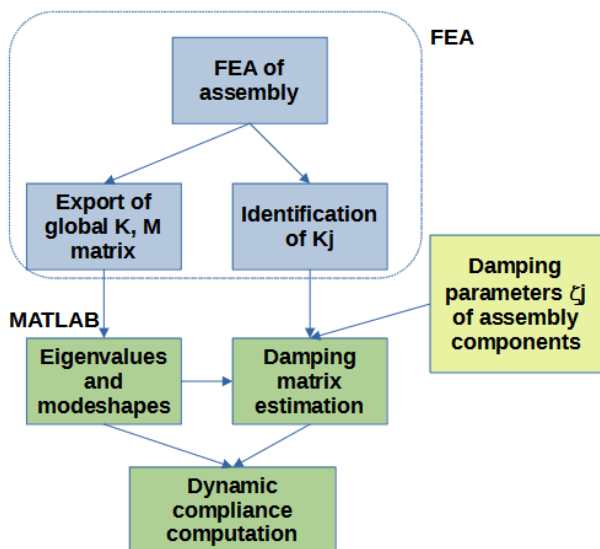 FEA
FEA of
assembly
Export of
global K, M
matrix
Identification
of Kj
Damping
parameters ζj
of assembly
components
MATLAB
Eigenvalues
and
modeshapes
Damping
matrix
estimation
Dynamic
compliance
computation